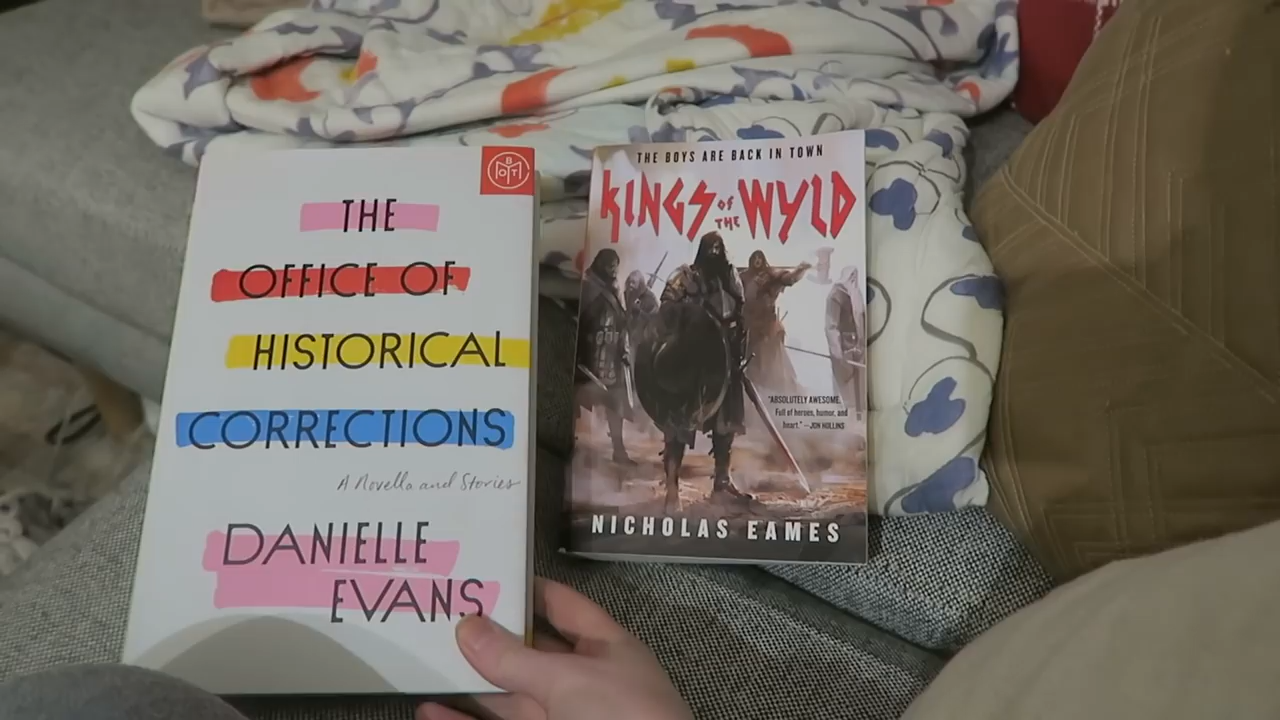 THE
OFFICE OF
HISTORICAL
CORRECTIONS
A Novella and Stories
DANIELLE
EVANS
B
OT
M
THE BOYS ARE BACK IN TOWN
KINGS OF THE WYLD
"ABSOLUTELY AWESOME.
Full of heroes, humor, and
heart." —JON HOLLINS
NICHOLAS EAMES